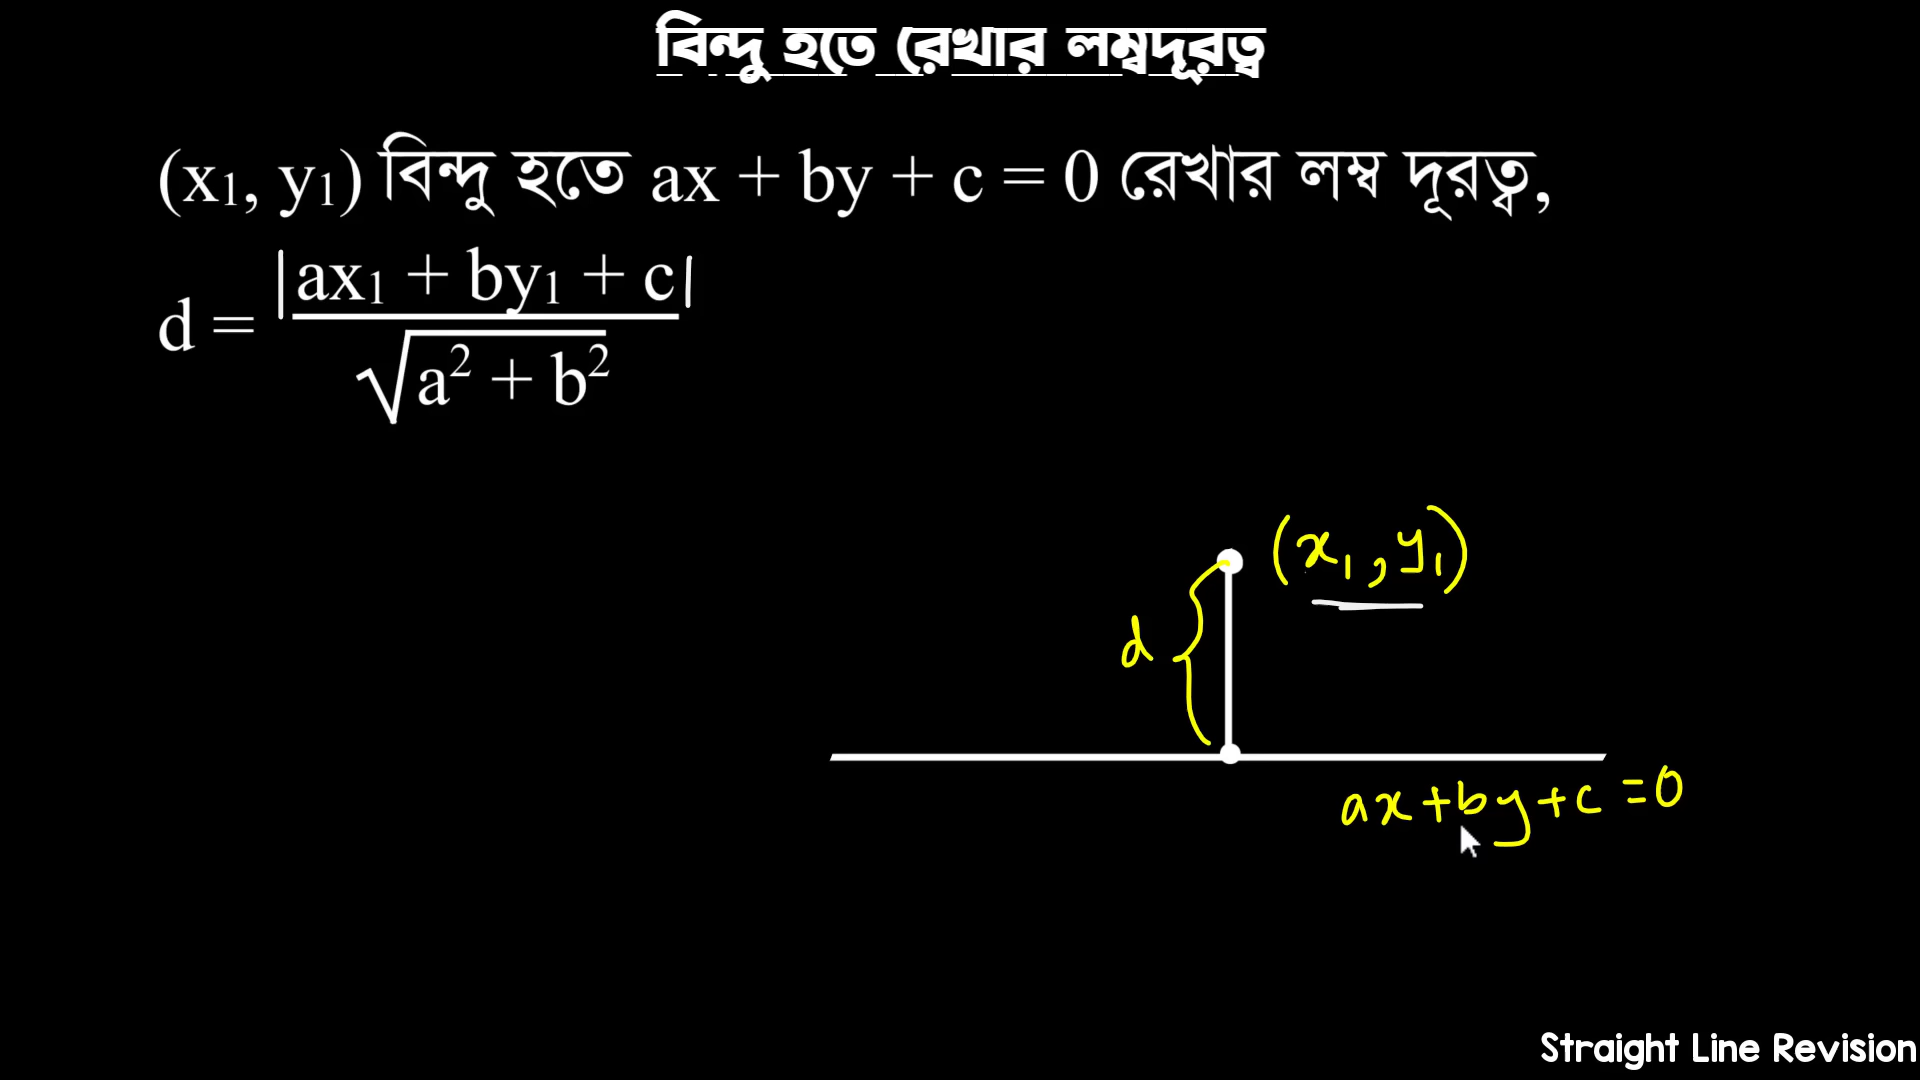 বিন্দু হতে রেখার লম্বদূরত্ব
(x₁, y₁) বিন্দু হতে ax + by + c = 0 রেখার লম্ব দূরত্ব,
d = |ax₁ + by₁ + c| / √(a² + b²)
(x₁, y₁)
d
ax+by+c=0
Straight Line Revision